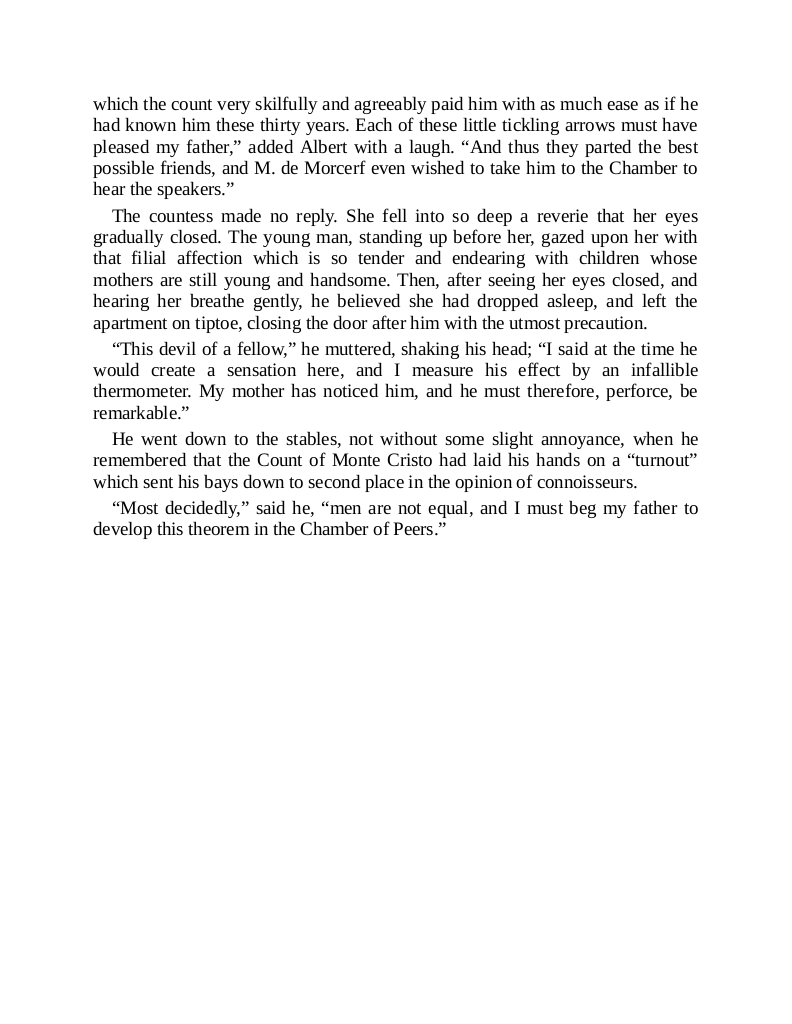 which the count very skilfully and agreeably paid him with as much ease as if he
had known him these thirty years. Each of these little tickling arrows must have
pleased my father,” added Albert with a laugh. “And thus they parted the best
possible friends, and M. de Morcerf even wished to take him to the Chamber to
hear the speakers.”
The countess made no reply. She fell into so deep a reverie that her eyes
gradually closed. The young man, standing up before her, gazed upon her with
that filial affection which is so tender and endearing with children whose
mothers are still young and handsome. Then, after seeing her eyes closed, and
hearing her breathe gently, he believed she had dropped asleep, and left the
apartment on tiptoe, closing the door after him with the utmost precaution.
“This devil of a fellow,” he muttered, shaking his head; “I said at the time he
would create a sensation here, and I measure his effect by an infallible
thermometer. My mother has noticed him, and he must therefore, perforce, be
remarkable.”
He went down to the stables, not without some slight annoyance, when he
remembered that the Count of Monte Cristo had laid his hands on a “turnout”
which sent his bays down to second place in the opinion of connoisseurs.
“Most decidedly,” said he, “men are not equal, and I must beg my father to
develop this theorem in the Chamber of Peers.”